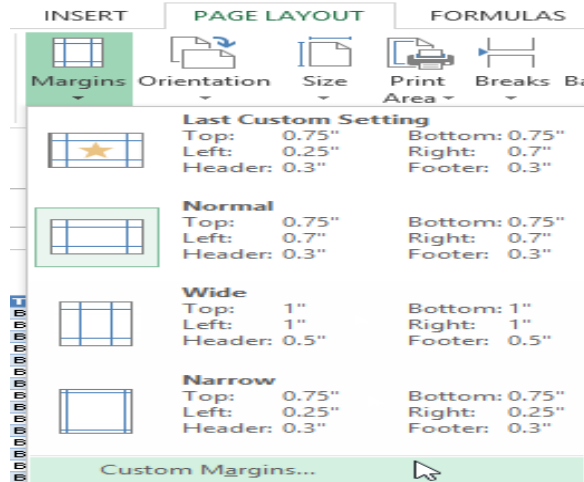 INSERT PAGE LAYOUT FORMULAS
Margins Orientation Size Print Area Breaks
Last Custom Setting
Top: 0.75" Bottom: 0.75"
Left: 0.25" Right: 0.7"
Header: 0.3" Footer: 0.3"
Normal
Top: 0.75" Bottom: 0.75"
Left: 0.7" Right: 0.7"
Header: 0.3" Footer: 0.3"
Wide
Top: 1" Bottom: 1"
Left: 1" Right: 1"
Header: 0.5" Footer: 0.5"
Narrow
Top: 0.75" Bottom: 0.75"
Left: 0.25" Right: 0.25"
Header: 0.3" Footer: 0.3"
Custom Margins...